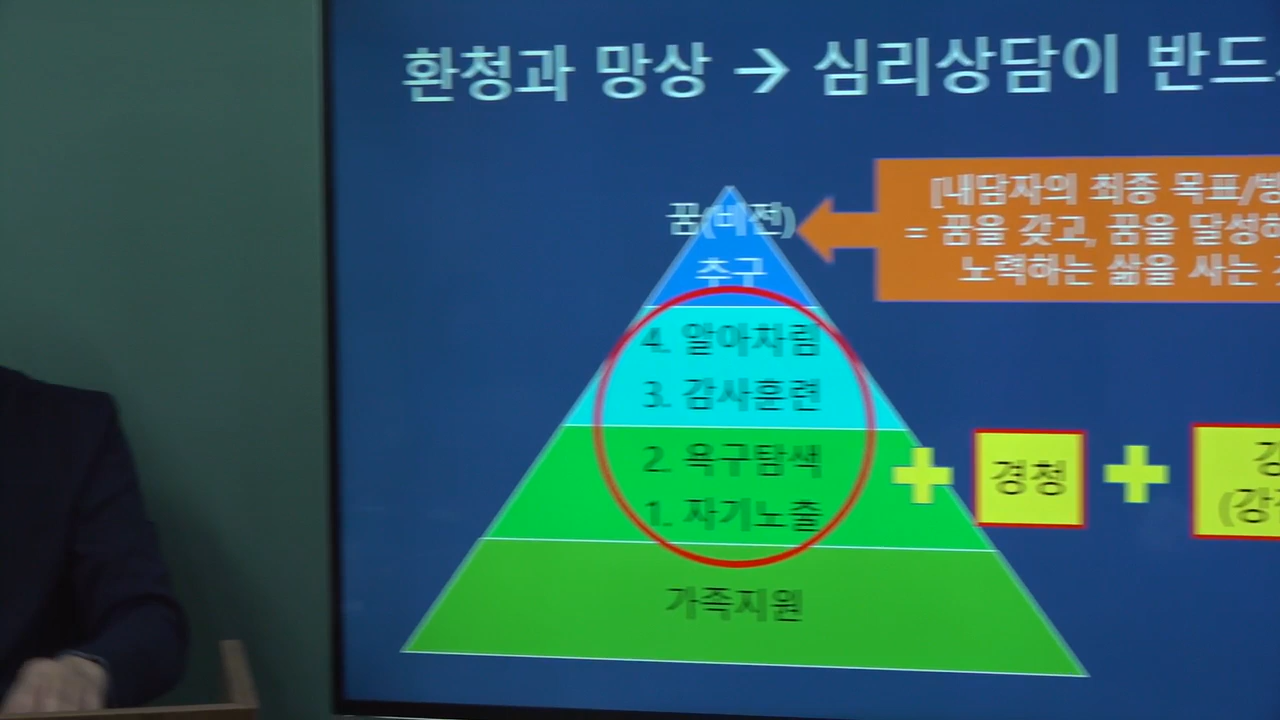 환청과 망상 → 심리상담이 반드
[내담자의 최종 목표/방
= 꿈을 갖고, 꿈을 달성하
노력하는 삶을 사는
꿈(비전)
추구
4. 알아차림
3. 감사훈련
2. 욕구탐색
1. 자기노출
+ 경청 +
가족지원